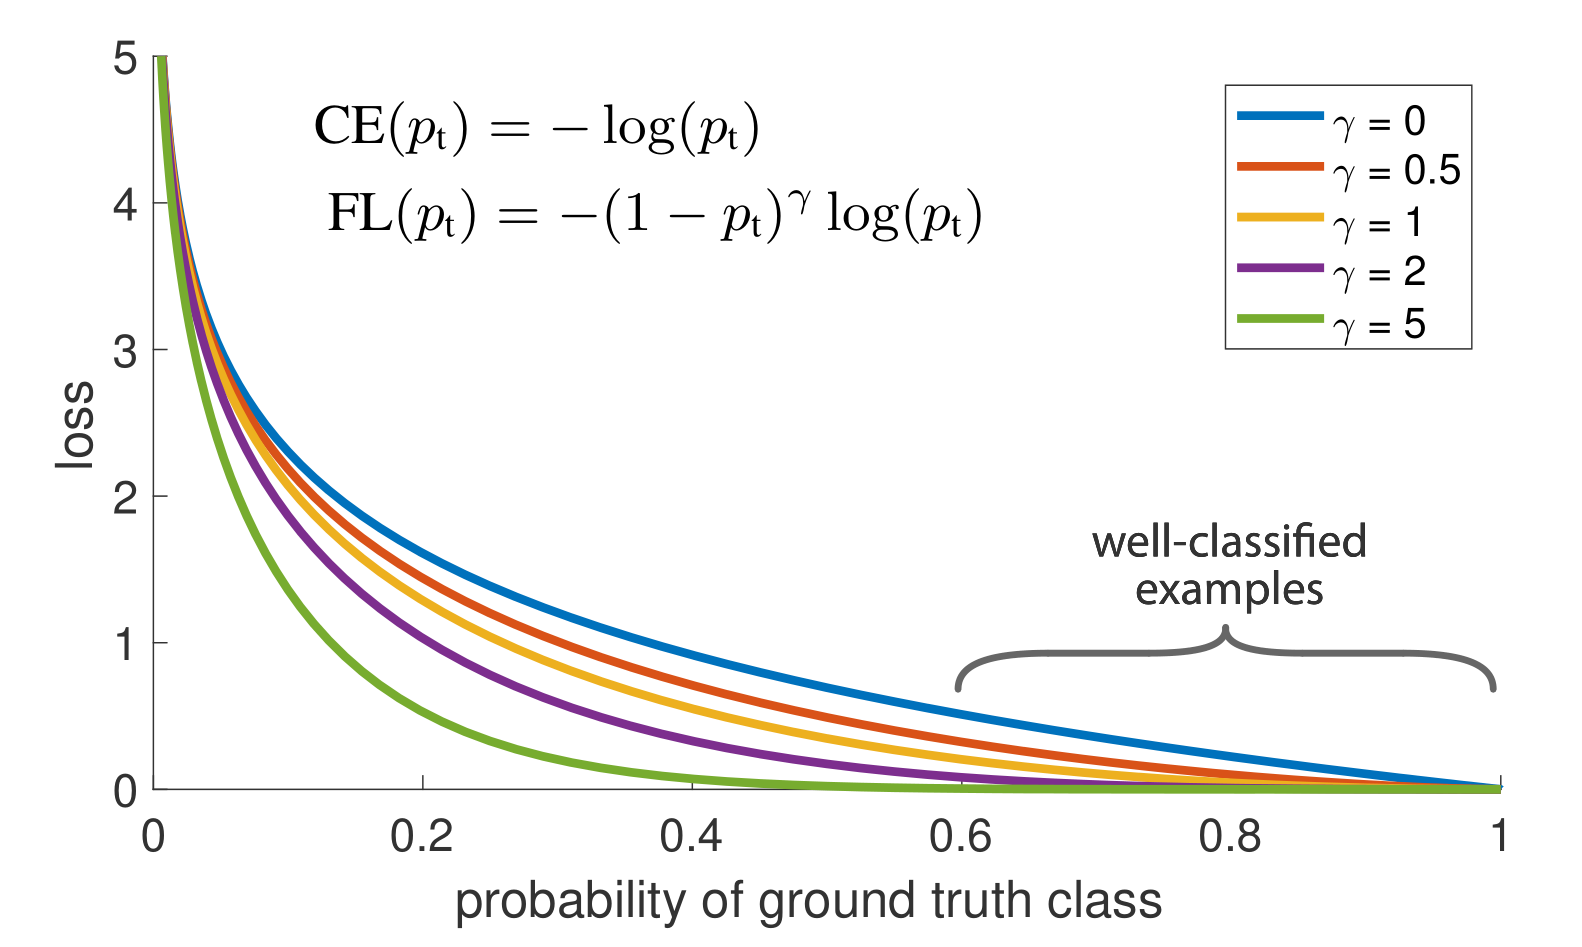 CE(pt) = − log(pt)
FL(pt) = −(1 − pt)γ log(pt)
γ = 0
γ = 0.5
γ = 1
γ = 2
γ = 5
well-classified
examples
5
4
3
2
1
0
loss
0 0.2 0.4 0.6 0.8 1
probability of ground truth class